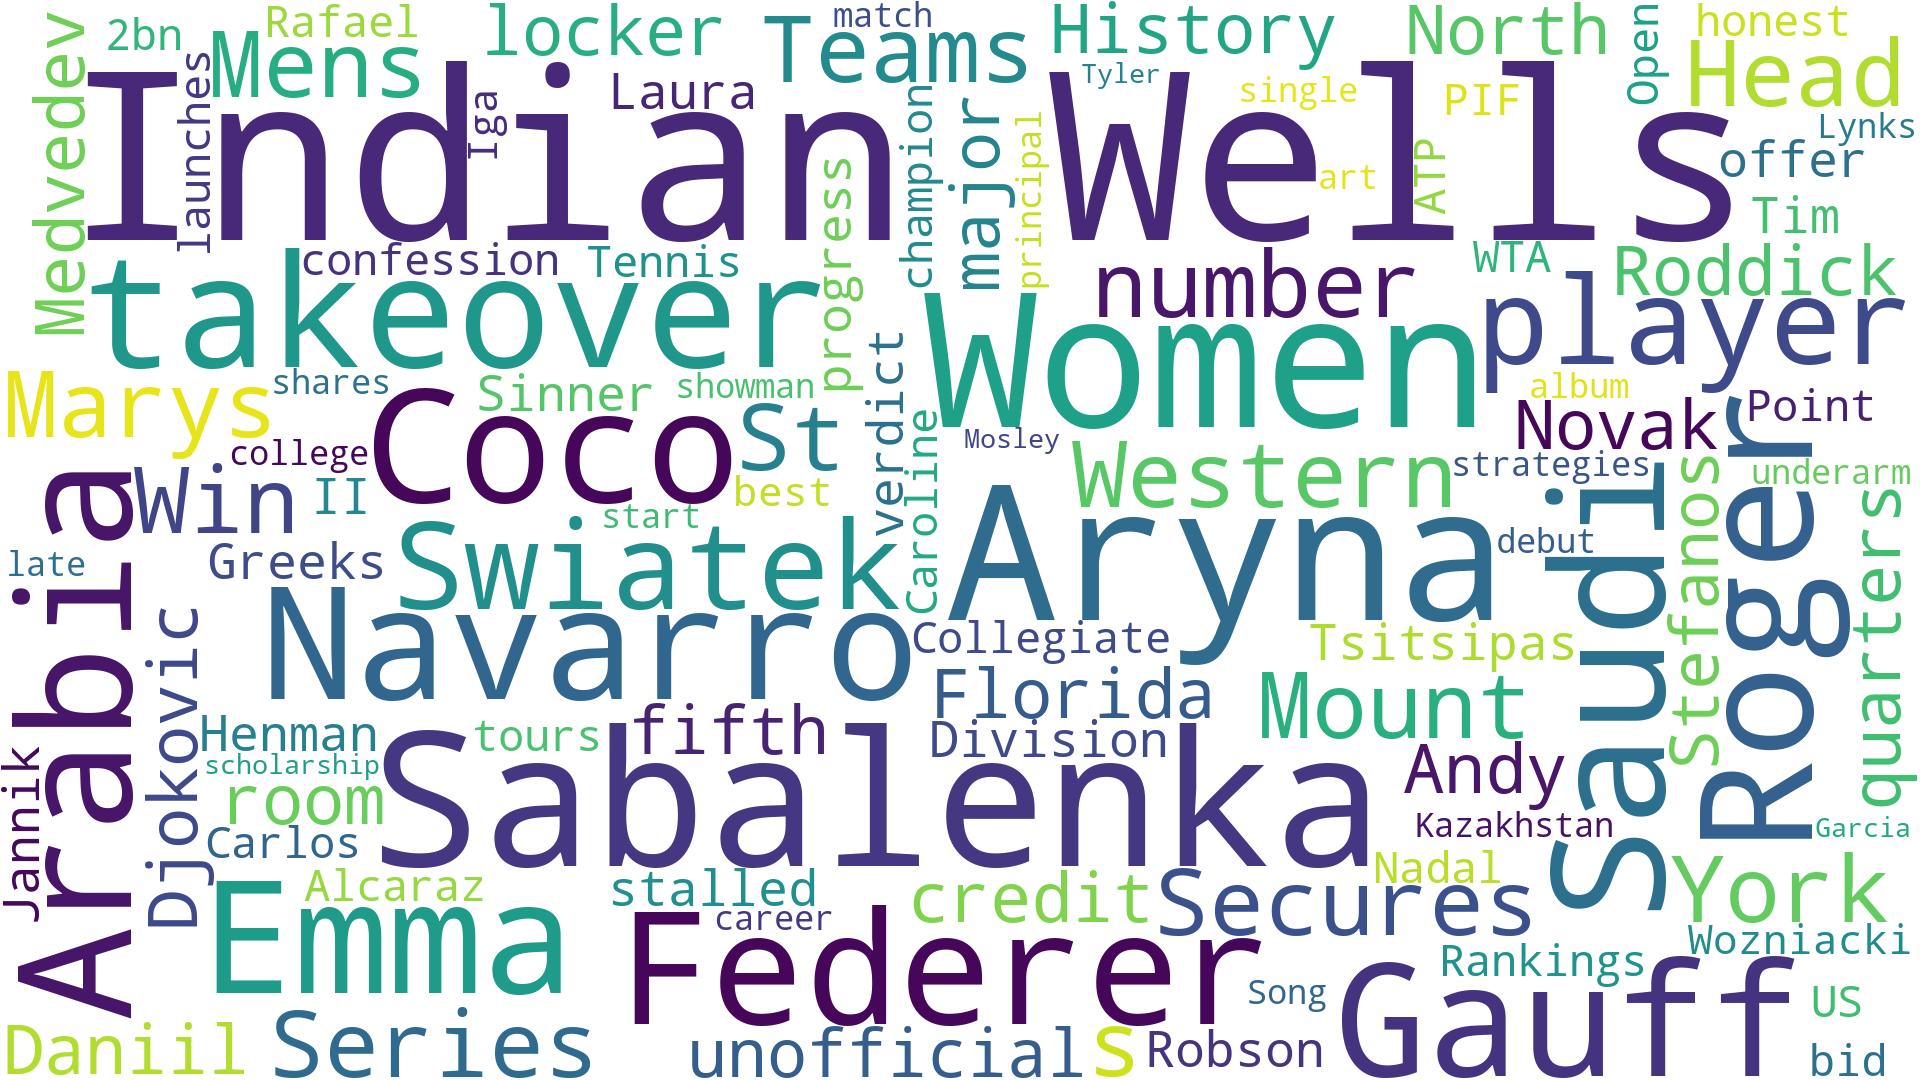 2bn
Rafael
locker
match
History
North
honest
Medvedev
launches
Mens
Teams
Tyler
Open
Head
Indian
Iga
Laura
champion
major
principal
Wells
single
PIF
ATP
art
Lynks
offer
Tim
confession
Tennis
progress
number
WTA
Roddick
takeover
Women
player
Marys
shares
Sinner
showman
verdict
album
Novak
Point
Coco
St
Caroline
Mosley
Western
strategies
Stefanos
underarm
Roger
Arabia
Win
college
II
best
start
Aryna
Saudi
debut
quarters
late
Greeks
Swiatek
Djokovic
Navarro
Collegiate
Tsitsipas
Florida
Mount
Jannik
Henman
tours
fifth
Division
scholarship
room
Sabalenka
Andy
Kazakhstan
Garcia
Carlos
Alcaraz
stalled
credit
Secures
Nadal
York
Emma
career
Federer
Wozniacki
Rankings
Song
Gauff
US
Daniil
Series
unofficial
s
Robson
bid